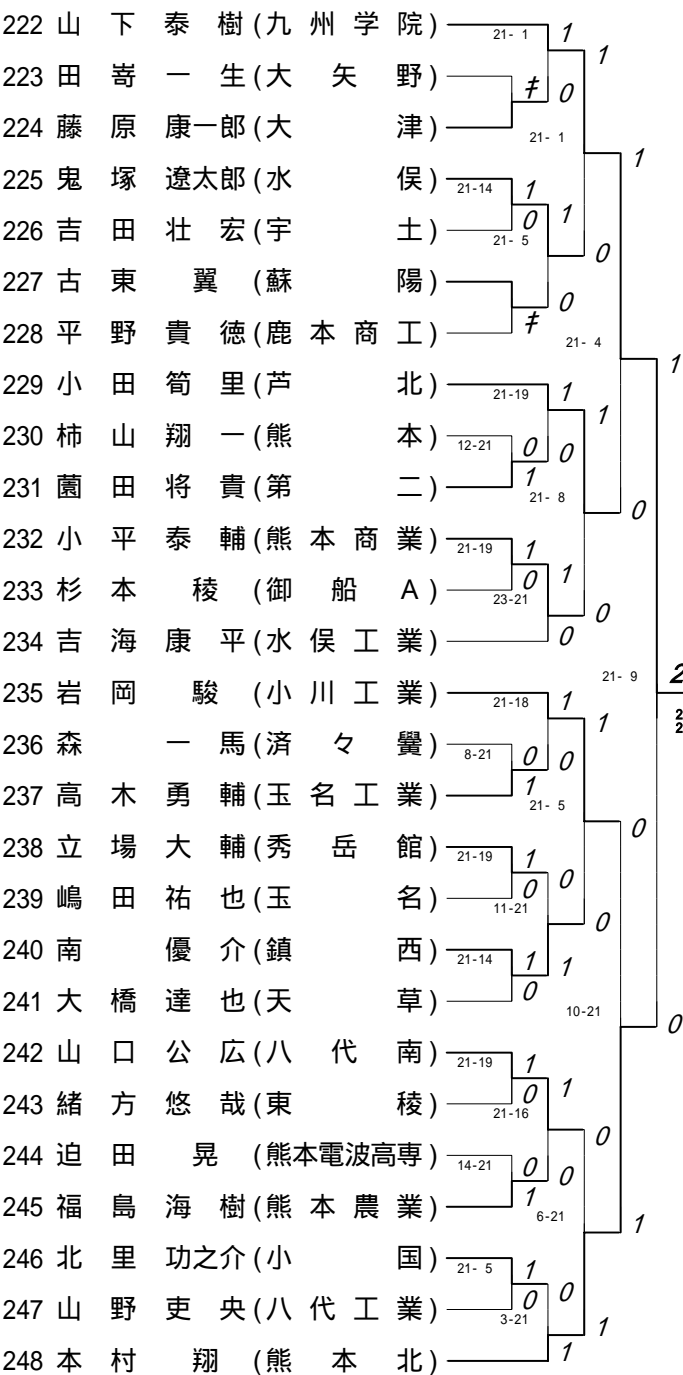 222 山下泰樹(九州学院) 21- 1 1 1
223 田嵜一生(大矢野) キ 0
224 藤原康一郎(大津) 21- 1 1
225 鬼塚遼太郎(水俣) 21-14 1 1
226 吉田壮宏(宇土) 0 21- 5 0
227 古東翼(蘇陽) 0
228 平野貴徳(鹿本商工) キ 21- 4 1
229 小田筍里(芦北) 21-19 1 1
230 柿山翔一(熊本) 12-21 0 0
231 薗田将貴(第二) 1 21- 8 0
232 小平泰輔(熊本商業) 21-19 1 1
233 杉本稜(御船A) 0 23-21 0
234 吉海康平(水俣工業) 0
21- 9 2
235 岩岡駿(小川工業) 21-18 1 1
2
2
236 森一馬(済々黌) 8-21 0 0
237 高木勇輔(玉名工業) 1 21- 5 0
238 立場大輔(秀岳館) 21-19 1 0
239 嶋田祐也(玉名) 0 11-21 0
240 南優介(鎮西) 21-14 1 1
241 大橋達也(天草) 0 10-21 0
242 山口公広(八代南) 21-19 1 1
243 緒方悠哉(東稜) 0 21-16 0
244 迫田晃(熊本電波高専) 14-21 0 0
245 福島海樹(熊本農業) 1 6-21 1
246 北里功之介(小国) 21- 5 1 0
247 山野吏央(八代工業) 0 3-21 1
248 本村翔(熊本北) 1